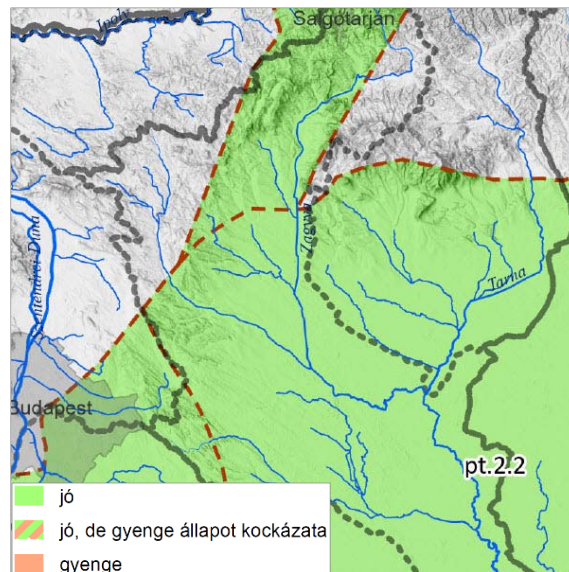 Salgótarján
Ipoly
Szentendrei Duna
Zagyva
Tarna
Budapest
pt.2.2
jó
jó, de gyenge állapot kockázata
gyenge